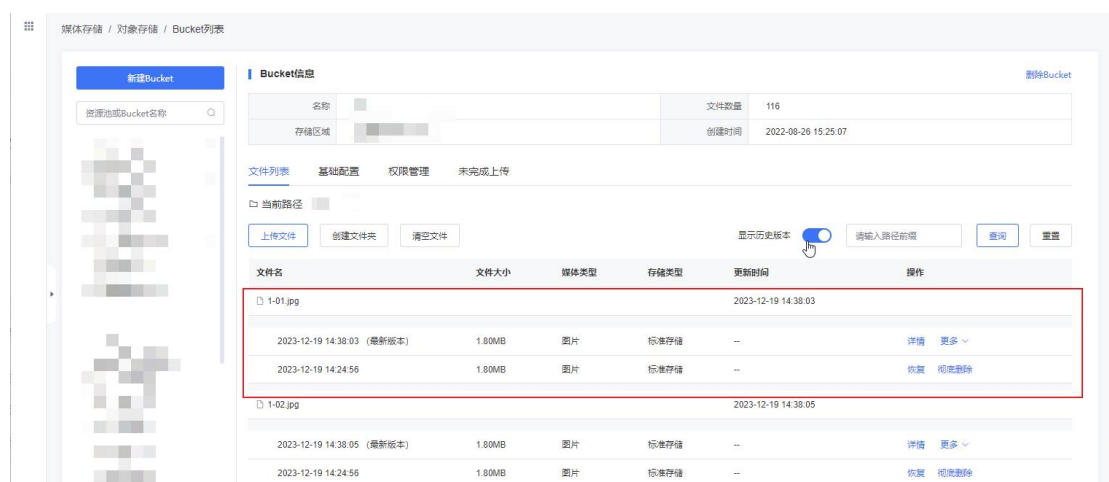 媒体存储 / 对象存储 / Bucket列表
新建Bucket
资源池或Bucket名称
Bucket信息
删除Bucket
名称
文件数量 116
存储区域
创建时间 2022-08-26 15:25:07
文件列表 基础配置 权限管理 未完成上传
当前路径
上传文件 创建文件夹 清空文件 显示历史版本 请输入路径前缀 查询 重置
文件名 文件大小 媒体类型 存储类型 更新时间 操作
1-01.jpg 2023-12-19 14:38:03
2023-12-19 14:38:03 (最新版本) 1.80MB 图片 标准存储 -- 详情 更多
2023-12-19 14:24:56 1.80MB 图片 标准存储 -- 恢复 彻底删除
1-02.jpg 2023-12-19 14:38:05
2023-12-19 14:38:05 (最新版本) 1.80MB 图片 标准存储 -- 详情 更多
2023-12-19 14:24:56 1.80MB 图片 标准存储 -- 恢复 彻底删除